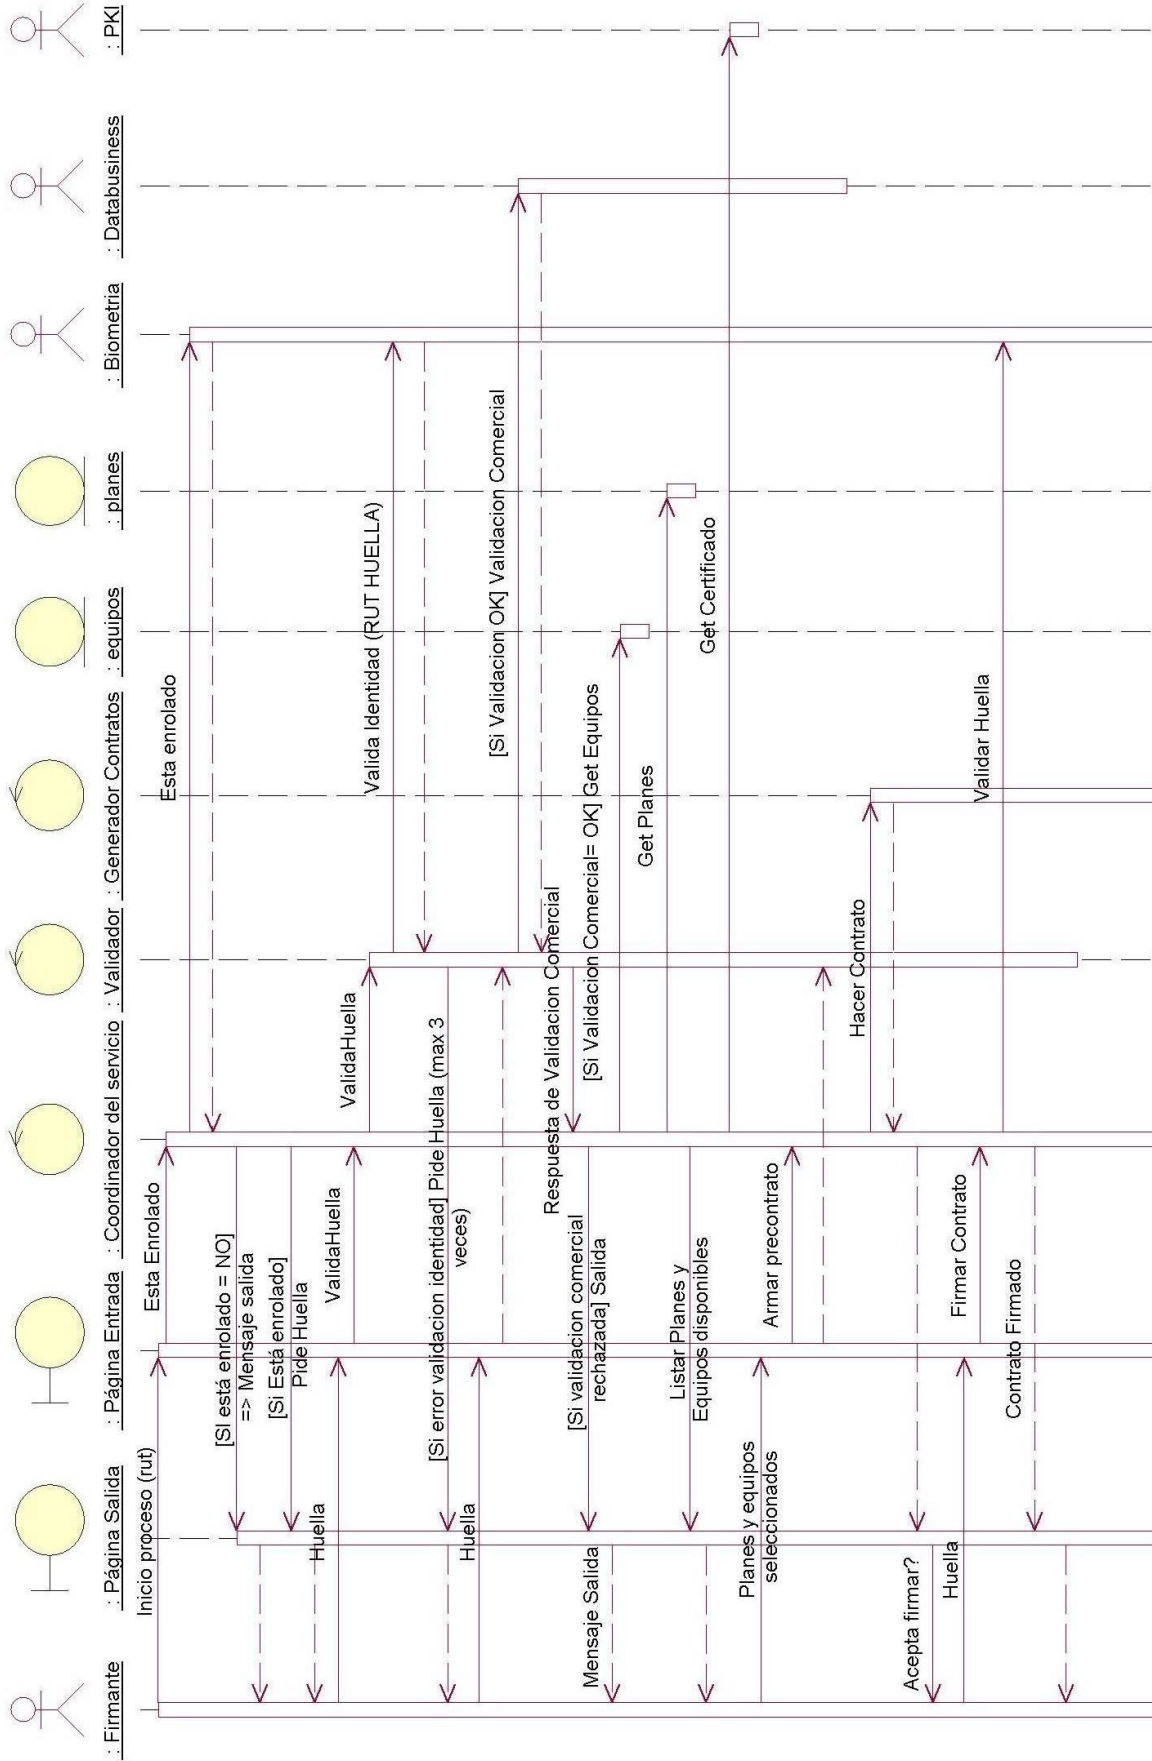 : Firmante
: Página Salida
: Página Entrada
: Coordinador del servicio
: Validador
: Generador Contratos
: equipos
: planes
: Biometria
: Databusiness
: PKI
Inicio proceso (rut)
Esta Enrolado
Esta enrolado
[SI está enrolado = NO]
=> Mensaje salida
[Si Está enrolado]
Pide Huella
Huella
ValidaHuella
ValidaHuella
Valida Identidad (RUT HUELLA)
[Si error validacion identidad] Pide Huella (max 3
veces)
Huella
[Si Validacion OK] Validacion Comercial
Respuesta de Validacion Comercial
[Si validacion comercial
rechazada] Salida
Mensaje Salida
[Si Validacion Comercial= OK] Get Equipos
Get Planes
Listar Planes y
Equipos disponibles
Get Certificado
Planes y equipos
seleccionados
Armar precontrato
Hacer Contrato
Acepta firmar?
Huella
Firmar Contrato
Validar Huella
Contrato Firmado